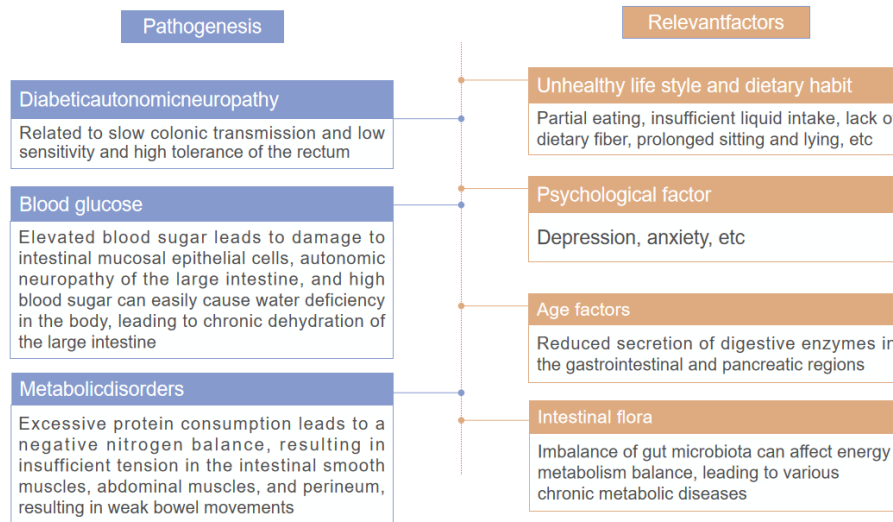 Pathogenesis
Diabeticautonomicneuropathy
Related to slow colonic transmission and low
sensitivity and high tolerance of the rectum
Blood glucose
Elevated blood sugar leads to damage to
intestinal mucosal epithelial cells, autonomic
neuropathy of the large intestine, and high
blood sugar can easily cause water deficiency
in the body, leading to chronic dehydration of
the large intestine
Metabolicdisorders
Excessive protein consumption leads to a
negative nitrogen balance, resulting in
insufficient tension in the intestinal smooth
muscles, abdominal muscles, and perineum,
resulting in weak bowel movements
Relevantfactors
Unhealthy life style and dietary habit
Partial eating, insufficient liquid intake, lack o
dietary fiber, prolonged sitting and lying, etc
Psychological factor
Depression, anxiety, etc
Age factors
Reduced secretion of digestive enzymes in
the gastrointestinal and pancreatic regions
Intestinal flora
Imbalance of gut microbiota can affect energy
metabolism balance, leading to various
chronic metabolic diseases